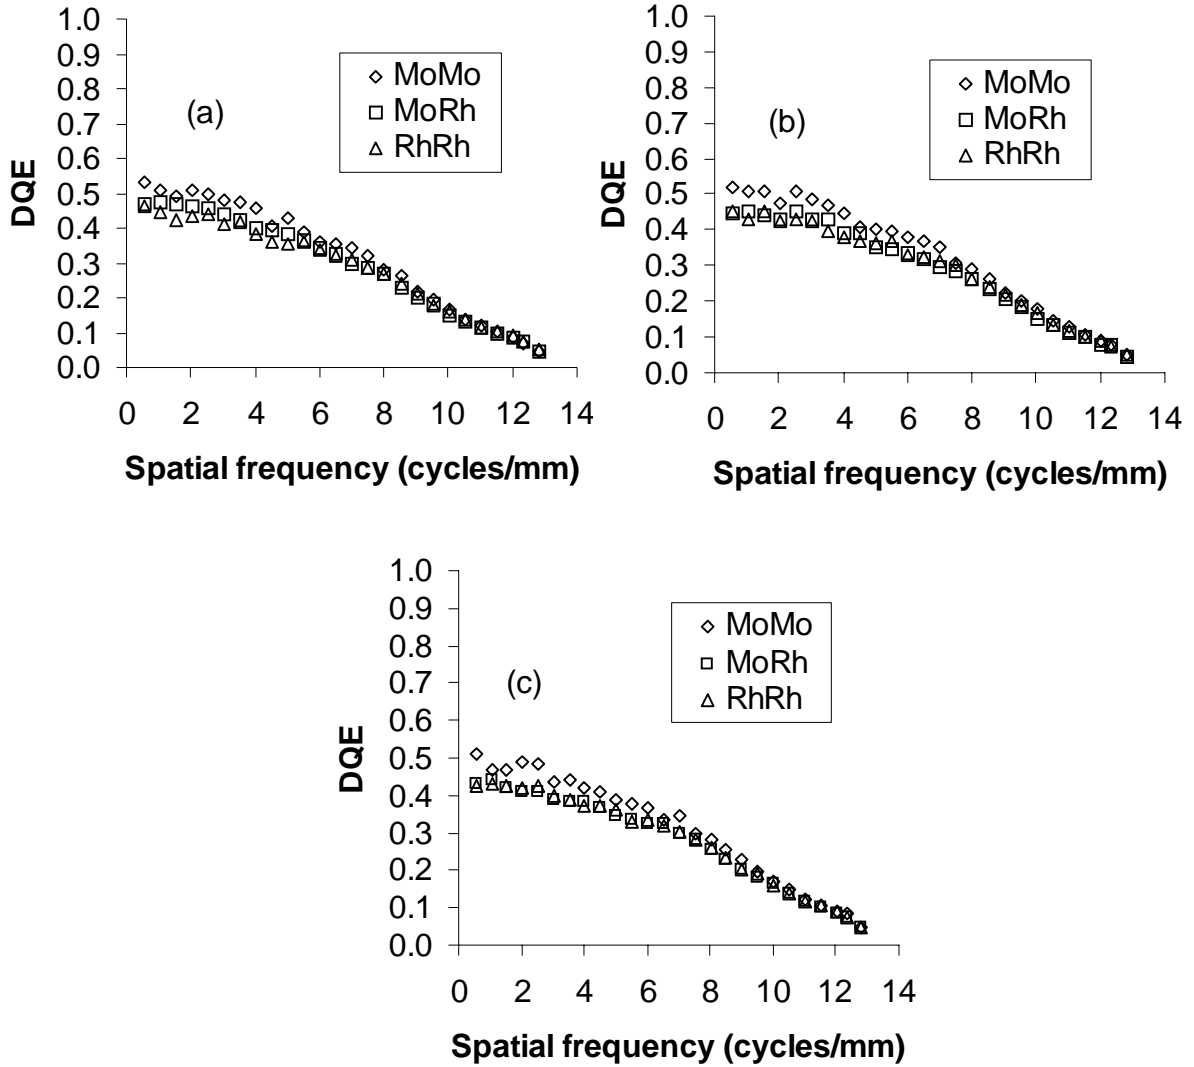 1.0
0.9
0.8
0.7
0.6
0.5
0.4
0.3
0.2
0.1
0.0
DQE
(a)
MoMo
MoRh
RhRh
0 2 4 6 8 10 12 14
Spatial frequency (cycles/mm)
1.0
0.9
0.8
0.7
0.6
0.5
0.4
0.3
0.2
0.1
0.0
DQE
(b)
MoMo
MoRh
RhRh
0 2 4 6 8 10 12 14
Spatial frequency (cycles/mm)
1.0
0.9
0.8
0.7
0.6
0.5
0.4
0.3
0.2
0.1
0.0
DQE
(c)
MoMo
MoRh
RhRh
0 2 4 6 8 10 12 14
Spatial frequency (cycles/mm)